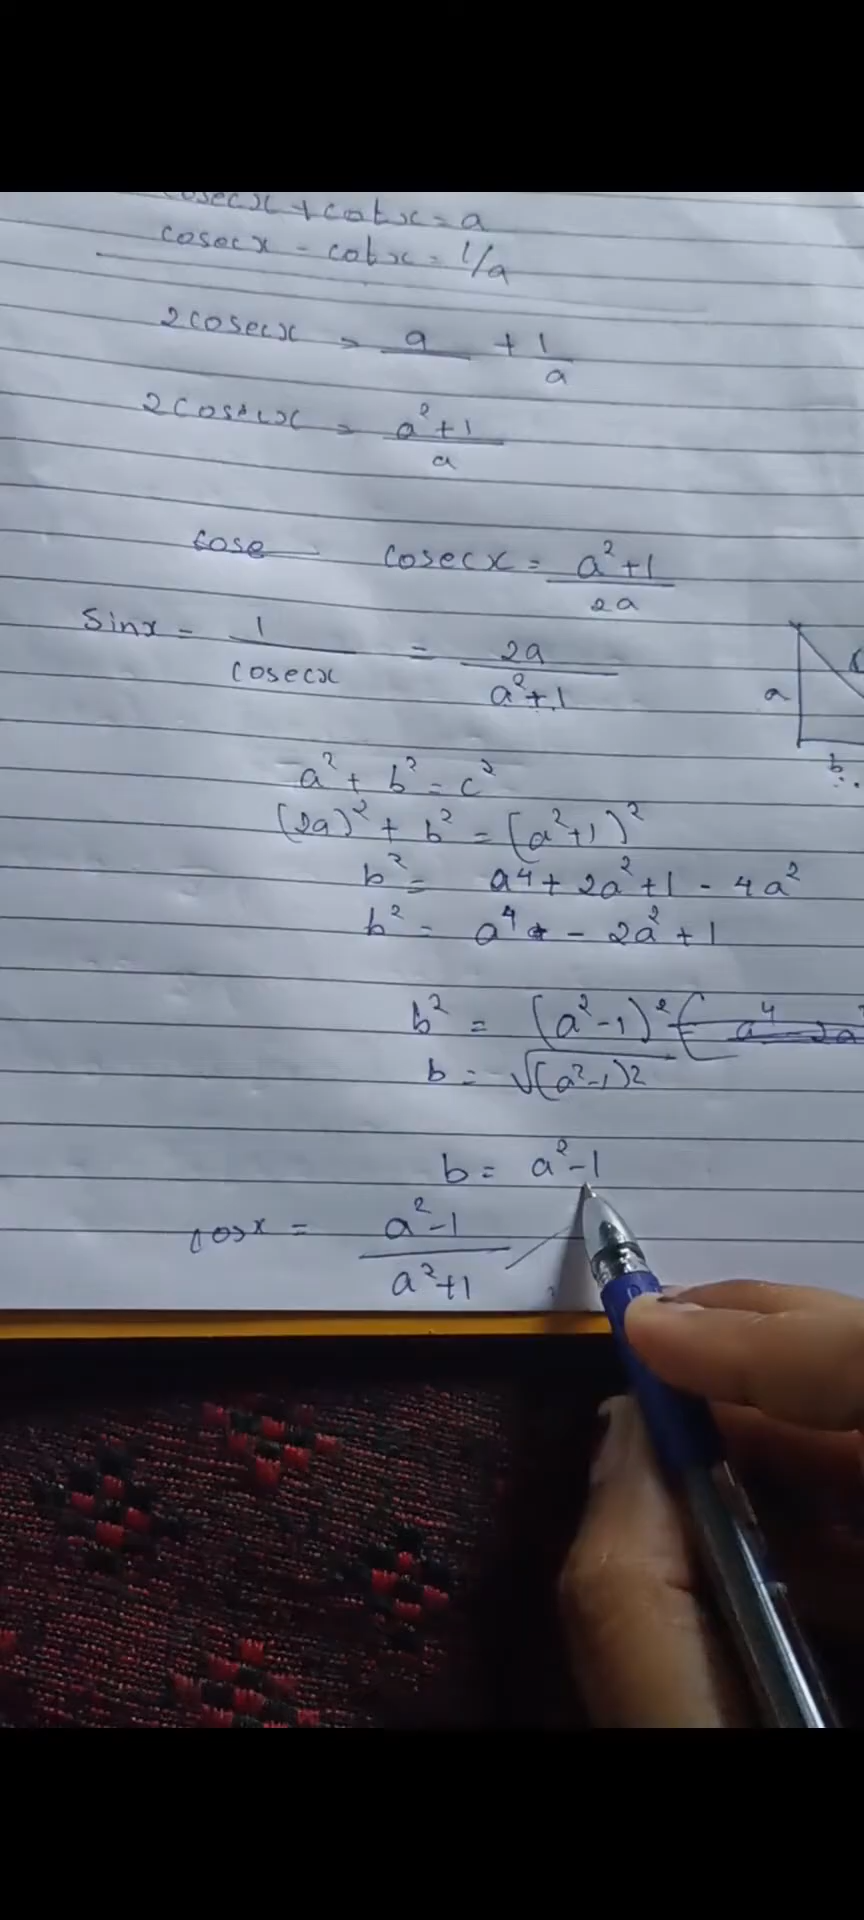 cosecx + cotx = a
cosecx - cotx = 1/a
2cosecx = a + 1/a
2cosecx = a²+1/a
cose cosecx = a²+1/2a
Sinx = 1/cosecx = 2a/a²+1
a
b
a² + b² = c²
(2a)² + b² = (a²+1)²
b² = a4 + 2a² + 1 - 4a²
b² = a⁴ - 2a² + 1
b² = (a²-1)²
b = √(a²-1)2
b = a²-1
cosx = a²-1/a²+1